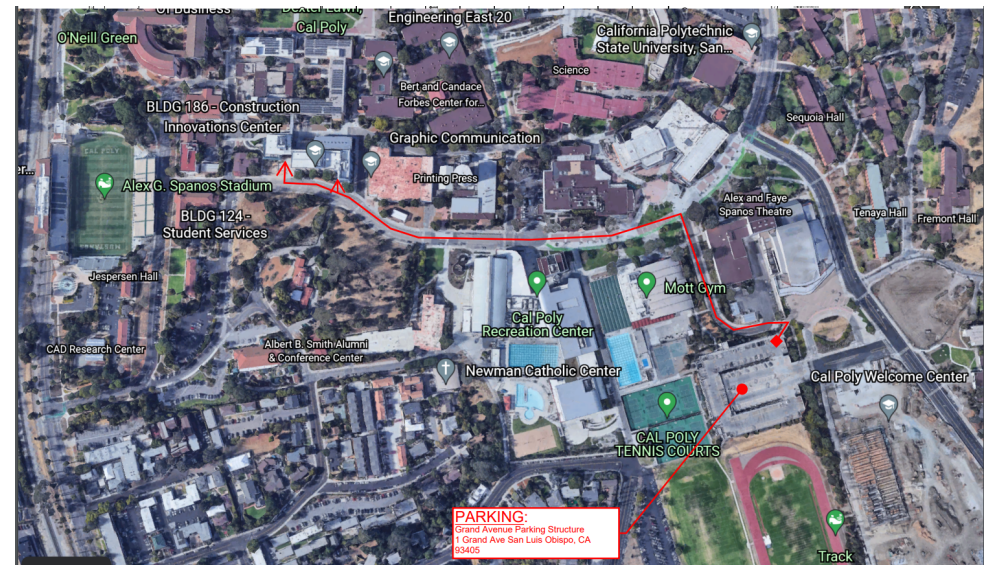 Of Business
Dexter Lawn,
Cal Poly
Engineering East 20
O'Neill Green
California Polytechnic
State University, San...
Science
Bert and Candace
Forbes Center for...
BLDG 186 - Construction
Innovations Center
Sequoia Hall
Graphic Communication
CAL POLY
Printing Press
er...
Alex G. Spanos Stadium
Alex and Faye
Spanos Theatre
BLDG 124 -
Student Services
Tenaya Hall
Fremont Hall
MUSTANGS
Jespersen Hall
Mott Gym
Cal Poly
Recreation Center
CAD Research Center
Albert B. Smith Alumni
& Conference Center
Newman Catholic Center
Cal Poly Welcome Center
CAL POLY
TENNIS COURTS
PARKING:
Grand Avenue Parking Structure
1 Grand Ave San Luis Obispo, CA
93405
Track